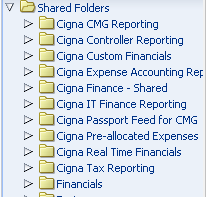 Shared Folders
Cigna CMG Reporting
Cigna Controller Reporting
Cigna Custom Financials
Cigna Expense Accounting Rep
Cigna Finance - Shared
Cigna IT Finance Reporting
Cigna Passport Feed for CMG
Cigna Pre-allocated Expenses
Cigna Real Time Financials
Cigna Tax Reporting
Financials